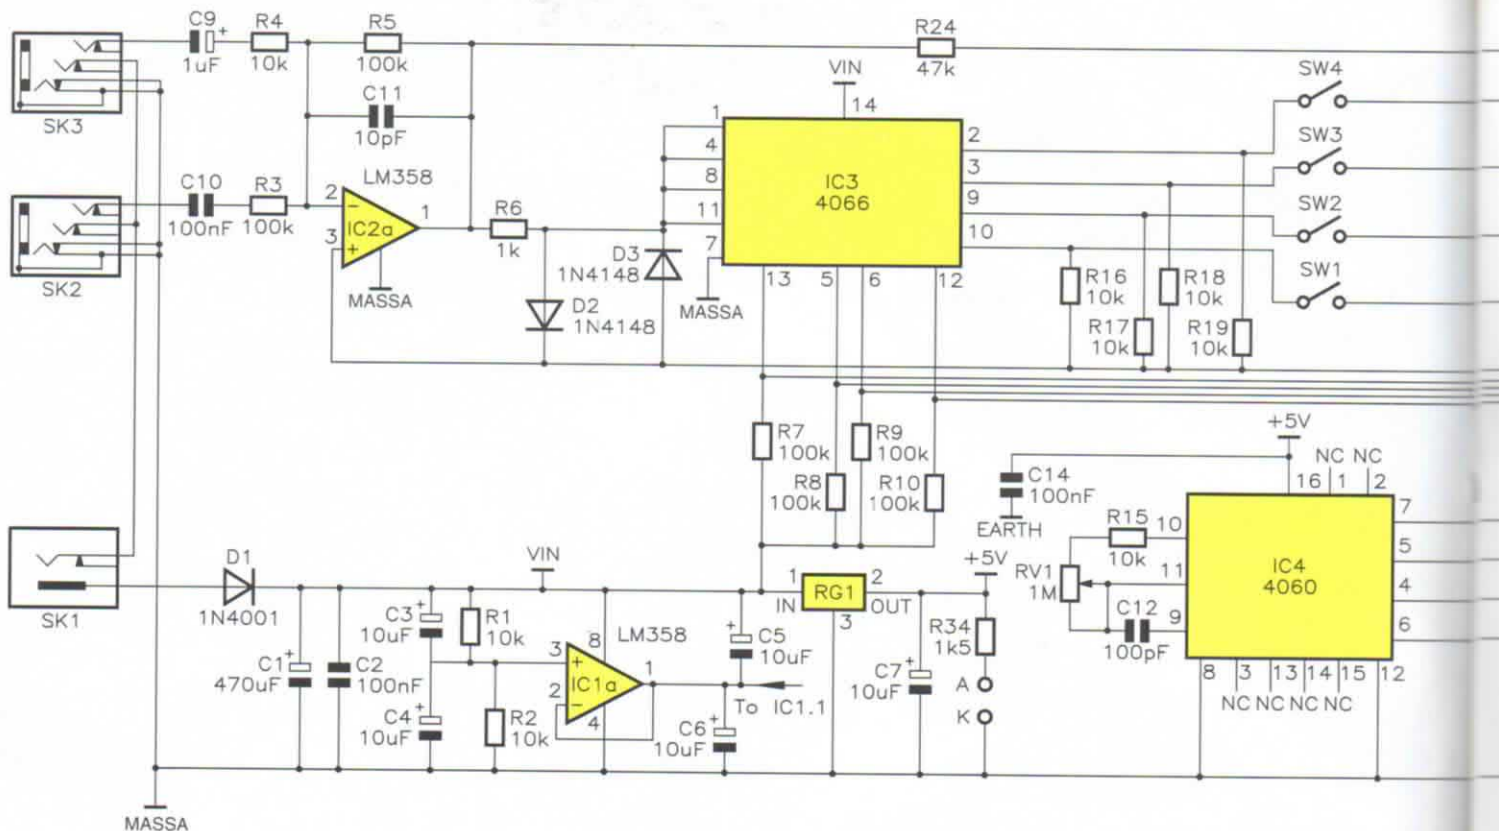 C9
+
R4
R5
R24
1uF
10k
100k
47k
SK3
C11
10pF
VIN
14
SW4
1
4
8
11
7
IC3
4066
2
3
9
10
SW3
SW2
SW1
C10
100nF
R3
100k
LM358
2
−
IC2a
3
+
1
MASSA
SK2
R6
1k
D3
1N4148
D2
1N4148
MASSA
13
5
6
12
R16
10k
R18
10k
R17
10k
R19
10k
R7
100k
R9
100k
R8
100k
R10
100k
+5V
NC NC
C14
100nF
EARTH
16
1
2
R15
10k
10
11
9
IC4
4060
7
5
4
6
RV1
1M
C12
100pF
8
3
13
14
15
12
NC NC NC NC
SK1
D1
1N4001
VIN
+
C1
470uF
C2
100nF
C3
+
10uF
R1
10k
C4
+
10uF
R2
10k
LM358
3
+
IC1a
2
−
8
4
1
+
C5
10uF
To IC1.1
C6
+
10uF
1
IN
RG1
2
OUT
3
+5V
C7
+
10uF
R34
1k5
A
K
MASSA